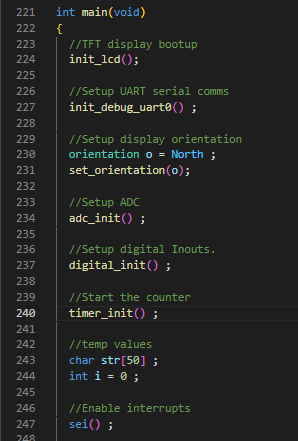 221 int main(void)
222 {
223 //TFT display bootup
224 init_lcd();
225
226 //Setup UART serial comms
227 init_debug_uart0() ;
228
229 //Setup display orientation
230 orientation o = North ;
231 set_orientation(o);
232
233 //Setup ADC
234 adc_init() ;
235
236 //Setup digital Inouts.
237 digital_init() ;
238
239 //Start the counter
240 timer_init() ;
241
242 //temp values
243 char str[50] ;
244 int i = 0 ;
245
246 //Enable interrupts
247 sei() ;
248